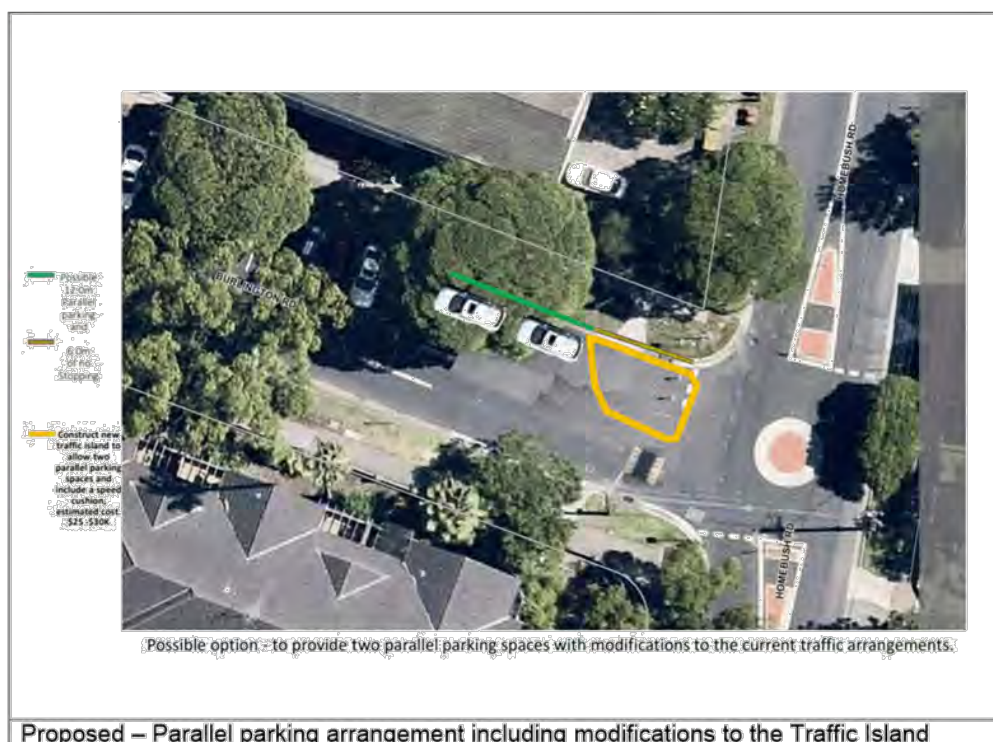 HOMEBUSH RD
BURLINGTON RD
Possible
12.0m
Parallel
parking
and
6.0m
of no
Stopping
Construct new
traffic island to
allow two
parallel parking
spaces and
include a speed
cushion,
estimated cost
$25 -$30K
HOMEBUSH RD
Possible option - to provide two parallel parking spaces with modifications to the current traffic arrangements.
Proposed – Parallel parking arrangement including modifications to the Traffic Island